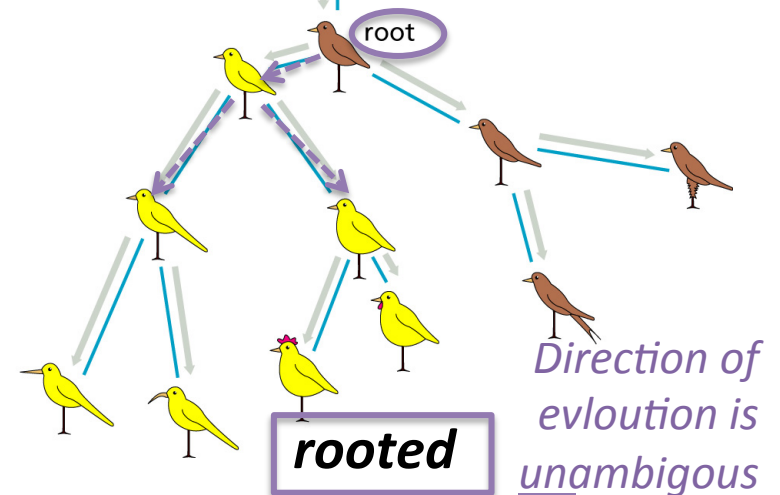 root
rooted
Direction of
evloution is
unambigous